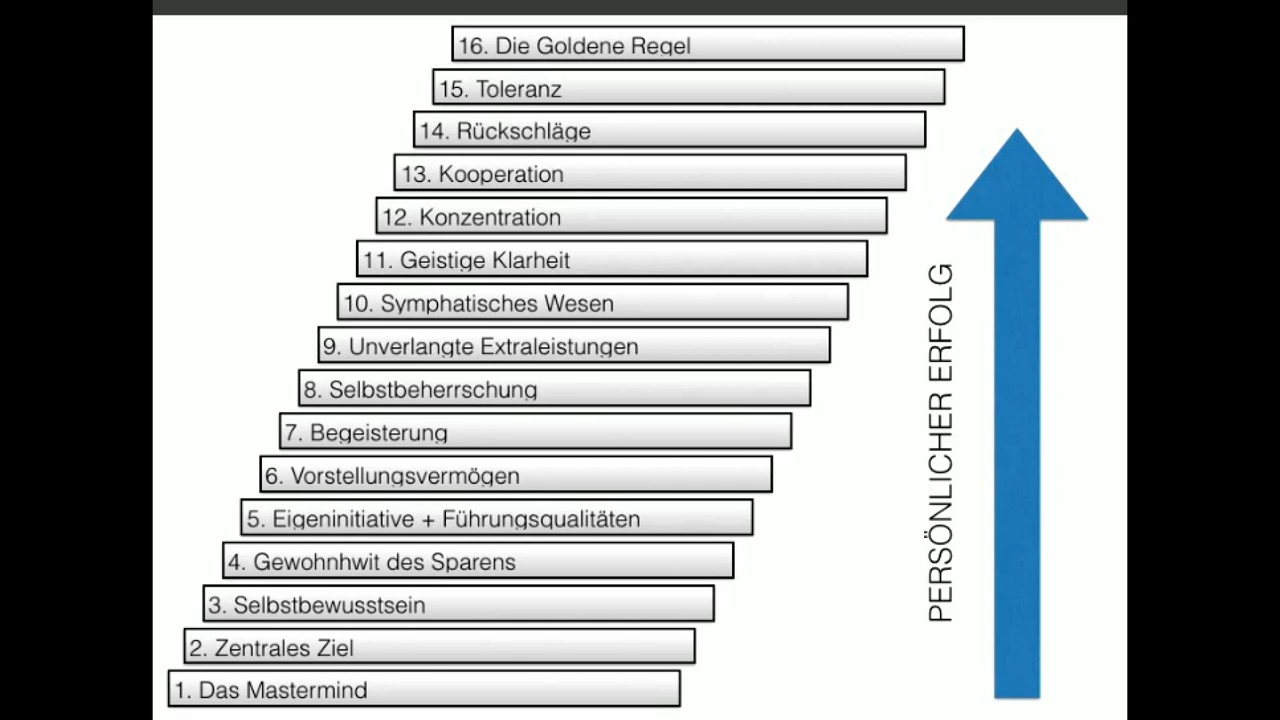 16. Die Goldene Regel
15. Toleranz
14. Rückschläge
13. Kooperation
12. Konzentration
11. Geistige Klarheit
10. Symphatisches Wesen
9. Unverlangte Extraleistungen
8. Selbstbeherrschung
7. Begeisterung
6. Vorstellungsvermögen
5. Eigeninitiative + Führungsqualitäten
4. Gewohnhwit des Sparens
3. Selbstbewusstsein
2. Zentrales Ziel
1. Das Mastermind
PERSÖNLICHER ERFOLG